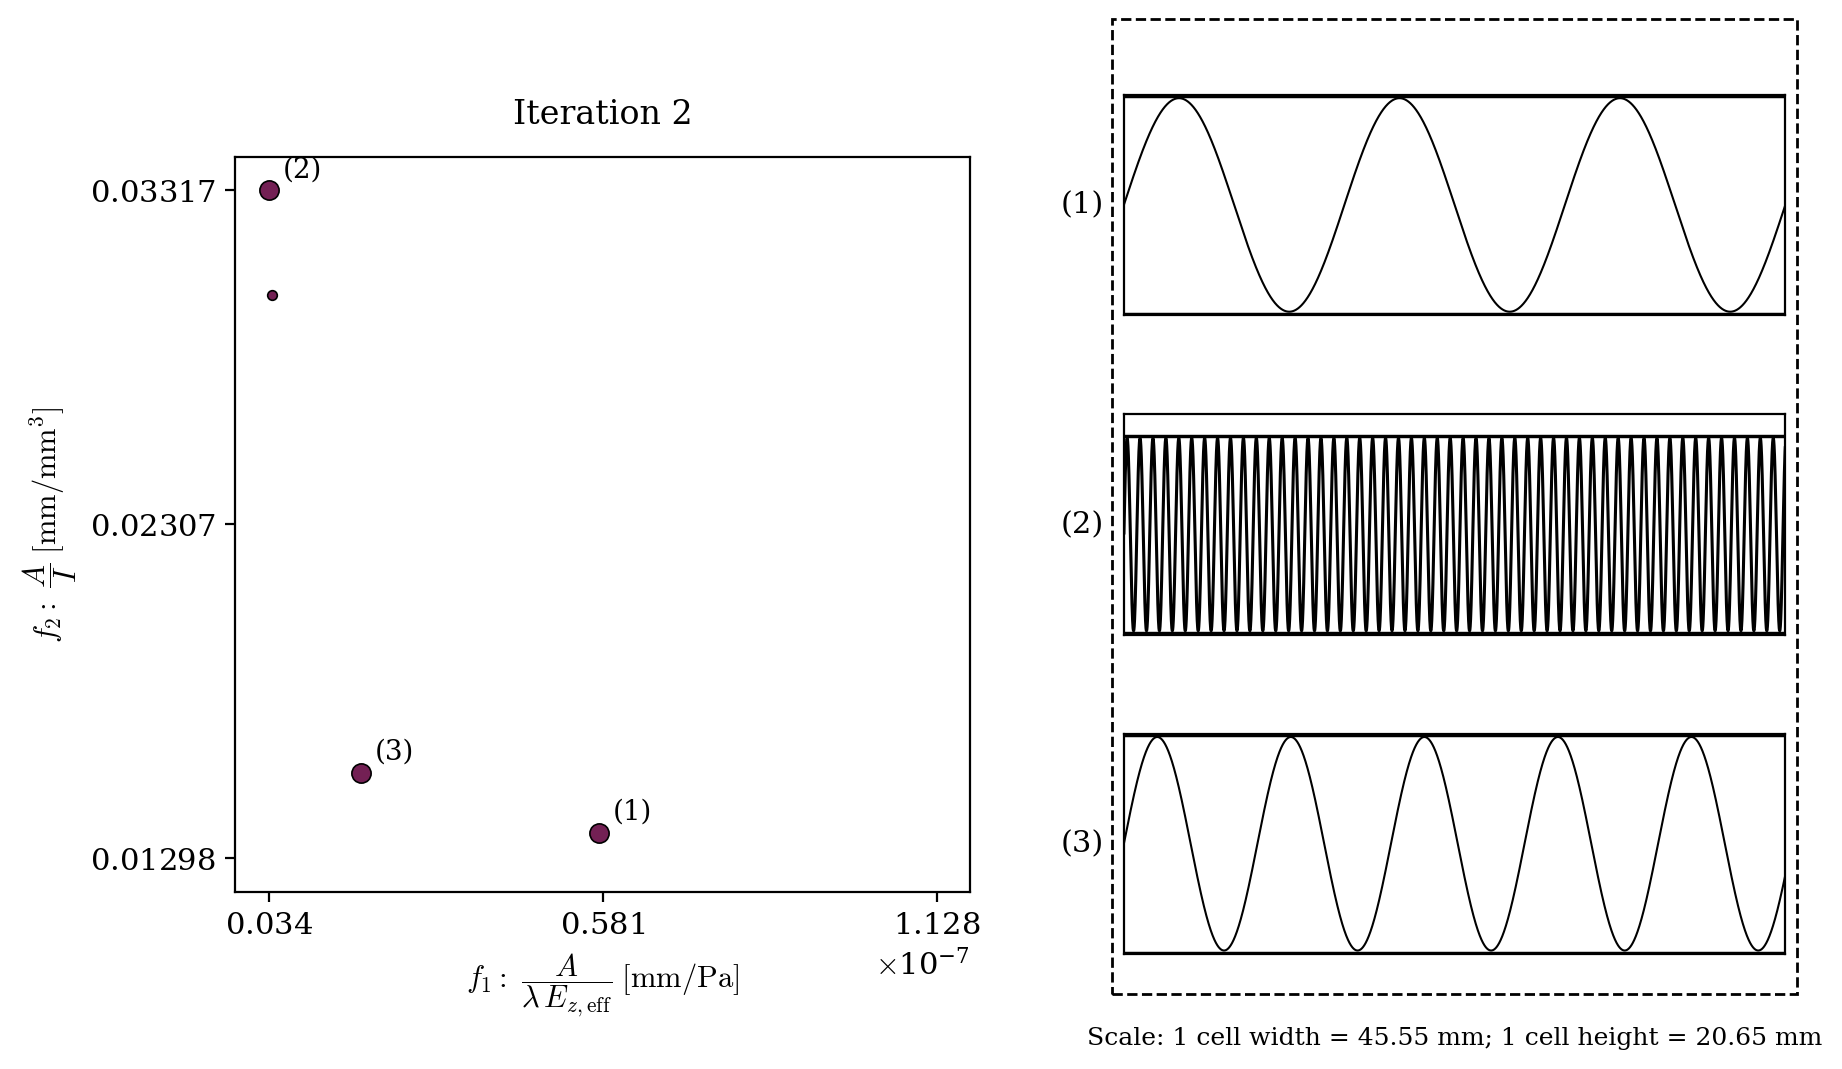 Iteration 2
(2)
0.03317
0.02307
0.01298
(3)
(1)
0.034 0.581 1.128
×10⁻⁷
f₁ : A / (λ E_z, eff) [mm/Pa]
f₂ : A / I [mm/mm³]
(1)
(2)
(3)
Scale: 1 cell width = 45.55 mm; 1 cell height = 20.65 mm